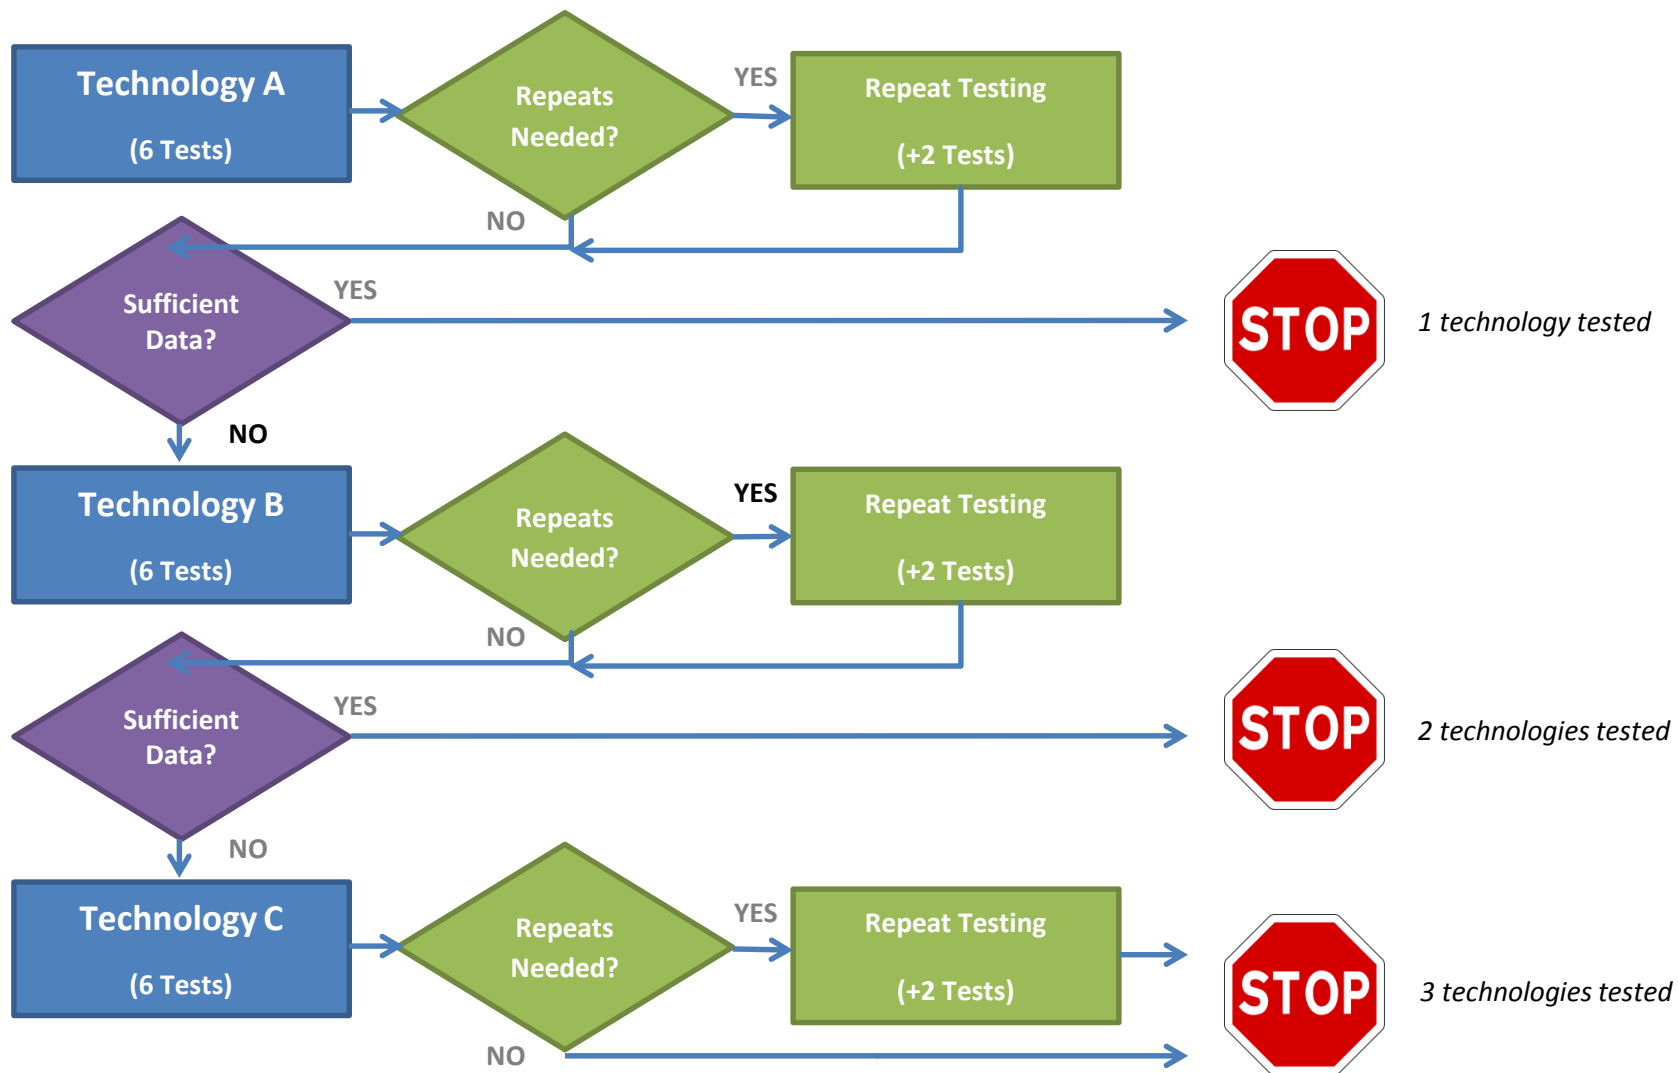 Technology A
(6 Tests)
Repeats
Needed?
YES
Repeat Testing
(+2 Tests)
NO
Sufficient
Data?
YES
STOP
1 technology tested
NO
Technology B
(6 Tests)
Repeats
Needed?
YES
Repeat Testing
(+2 Tests)
NO
Sufficient
Data?
YES
STOP
2 technologies tested
NO
Technology C
(6 Tests)
Repeats
Needed?
YES
Repeat Testing
(+2 Tests)
NO
STOP
3 technologies tested